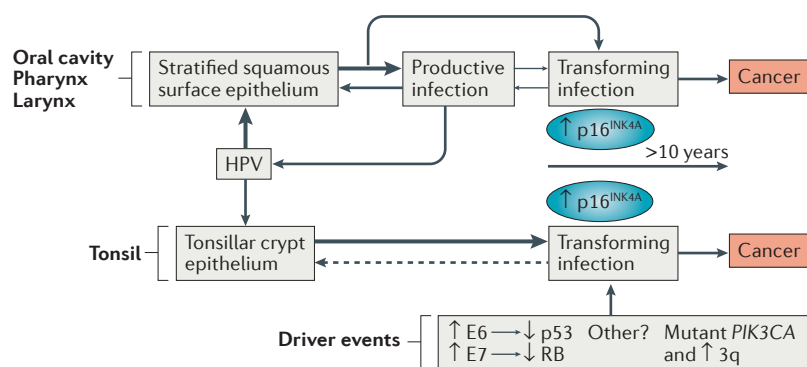 Oral cavity
Pharynx
Larynx
Stratified squamous
surface epithelium
Productive
infection
Transforming
infection
Cancer
↑ p16INK4A
>10 years
HPV
↑ p16INK4A
Tonsil
Tonsillar crypt
epithelium
Transforming
infection
Cancer
Driver events
↑ E6 → ↓ p53 Other? Mutant PIK3CA
↑ E7 → ↓ RB and ↑ 3q